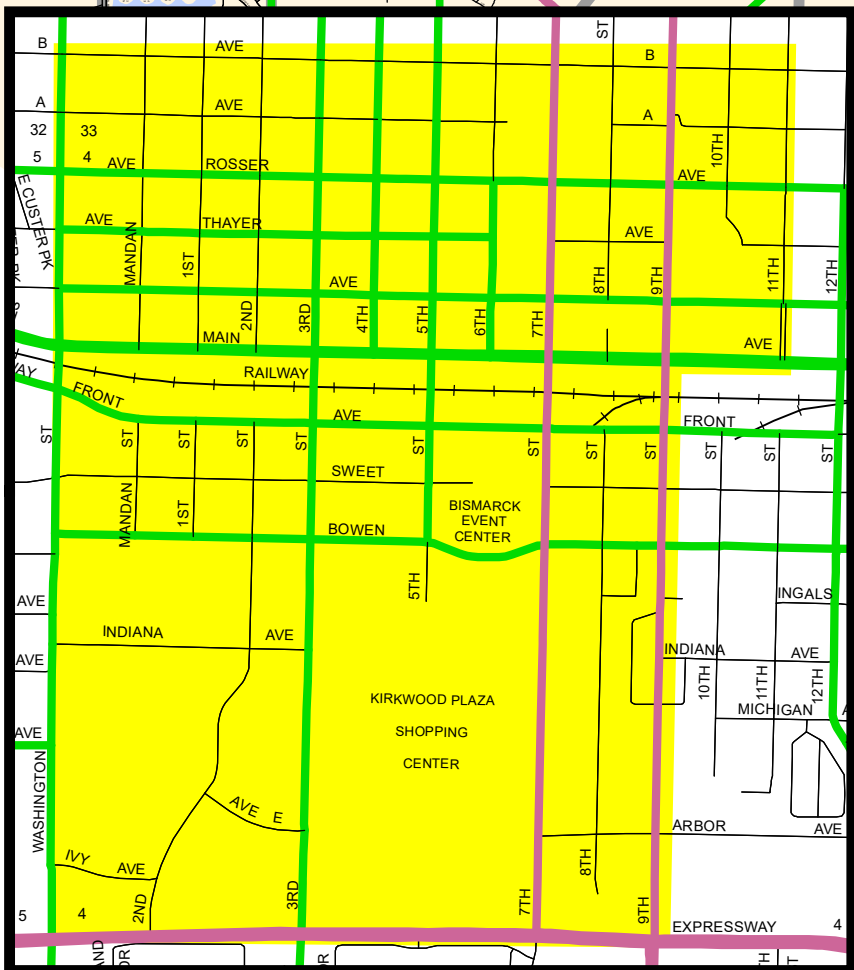 ST
B
AVE
B
A
AVE
A
32 33
5 4
AVE
ROSSER
10TH
AVE
E CUSTER PK
AVE
THAYER
AVE
MANDAN
1ST
2ND
3RD
AVE
4TH
5TH
6TH
7TH
8TH
9TH
11TH
12TH
MAIN
AVE
RAILWAY
FRONT
AVE
FRONT
ST
ST
ST
ST
ST
ST
ST
ST
ST
ST
ST
ST
SWEET
MANDAN
1ST
BISMARCK
EVENT
CENTER
BOWEN
5TH
AVE
INGALS
INDIANA
AVE
INDIANA
AVE
AVE
10TH
11TH
12TH
KIRKWOOD PLAZA
SHOPPING
CENTER
MICHIGAN
AVE
WASHINGTON
AVE E
ARBOR
AVE
IVY
AVE
8TH
2ND
3RD
7TH
9TH
5
4
EXPRESSWAY
4